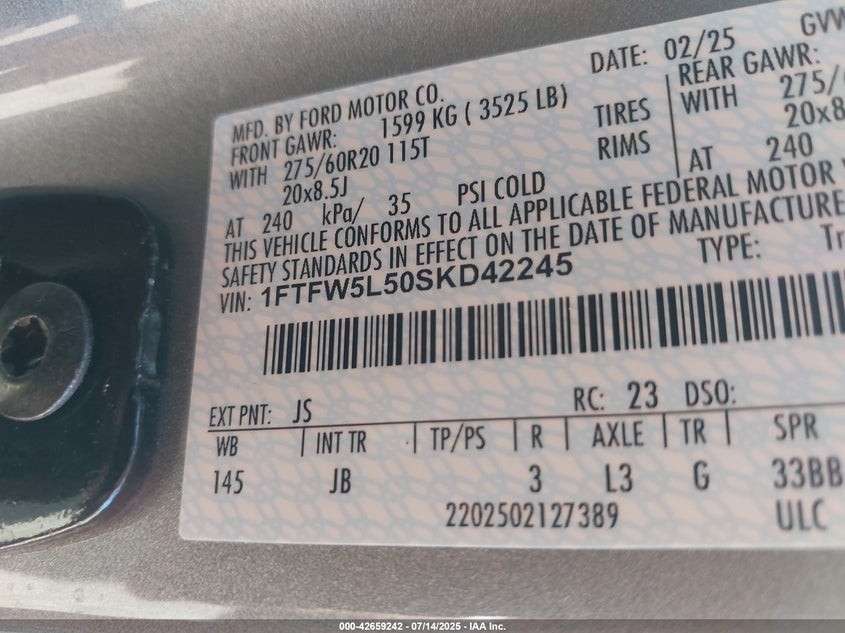 MFD. BY FORD MOTOR CO.
DATE: 02/25 GVW
FRONT GAWR: 1599 KG ( 3525 LB)
REAR GAWR:
WITH 275/60R20 115T TIRES WITH 275/6
20x8.5J RIMS 20x8
AT 240 kPa/ 35 PSI COLD AT 240
THIS VEHICLE CONFORMS TO ALL APPLICABLE FEDERAL MOTOR V
SAFETY STANDARDS IN EFFECT ON THE DATE OF MANUFACTURE
VIN: 1FTFW5L50SKD42245 TYPE: Tr
EXT PNT: JS RC: 23 DSO:
WB INT TR TP/PS R AXLE TR SPR
145 JB 3 L3 G 33BB
2202502127389 ULC
000-42659242 - 07/14/2025 - IAA Inc.